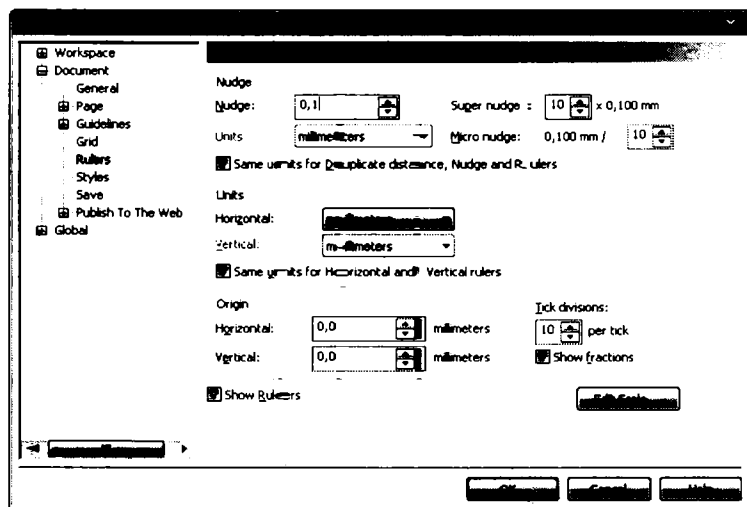 Workspace
Document
General
Page
Guidelines
Grid
Rulers
Styles
Save
Publish To The Web
Global
Nudge
Nudge: 0,1
Super nudge : 10 x 0,100 mm
Units millimeters
Micro nudge: 0,100 mm / 10
Same units for Duplicate distance, Nudge and Rulers
Units
Horizontal:
Vertical: millimeters
Same units for Horizontal and Vertical rulers
Origin
Horizontal: 0,0 millimeters
Vertical: 0,0 millimeters
Tick divisions:
10 per tick
Show fractions
Show Rulers